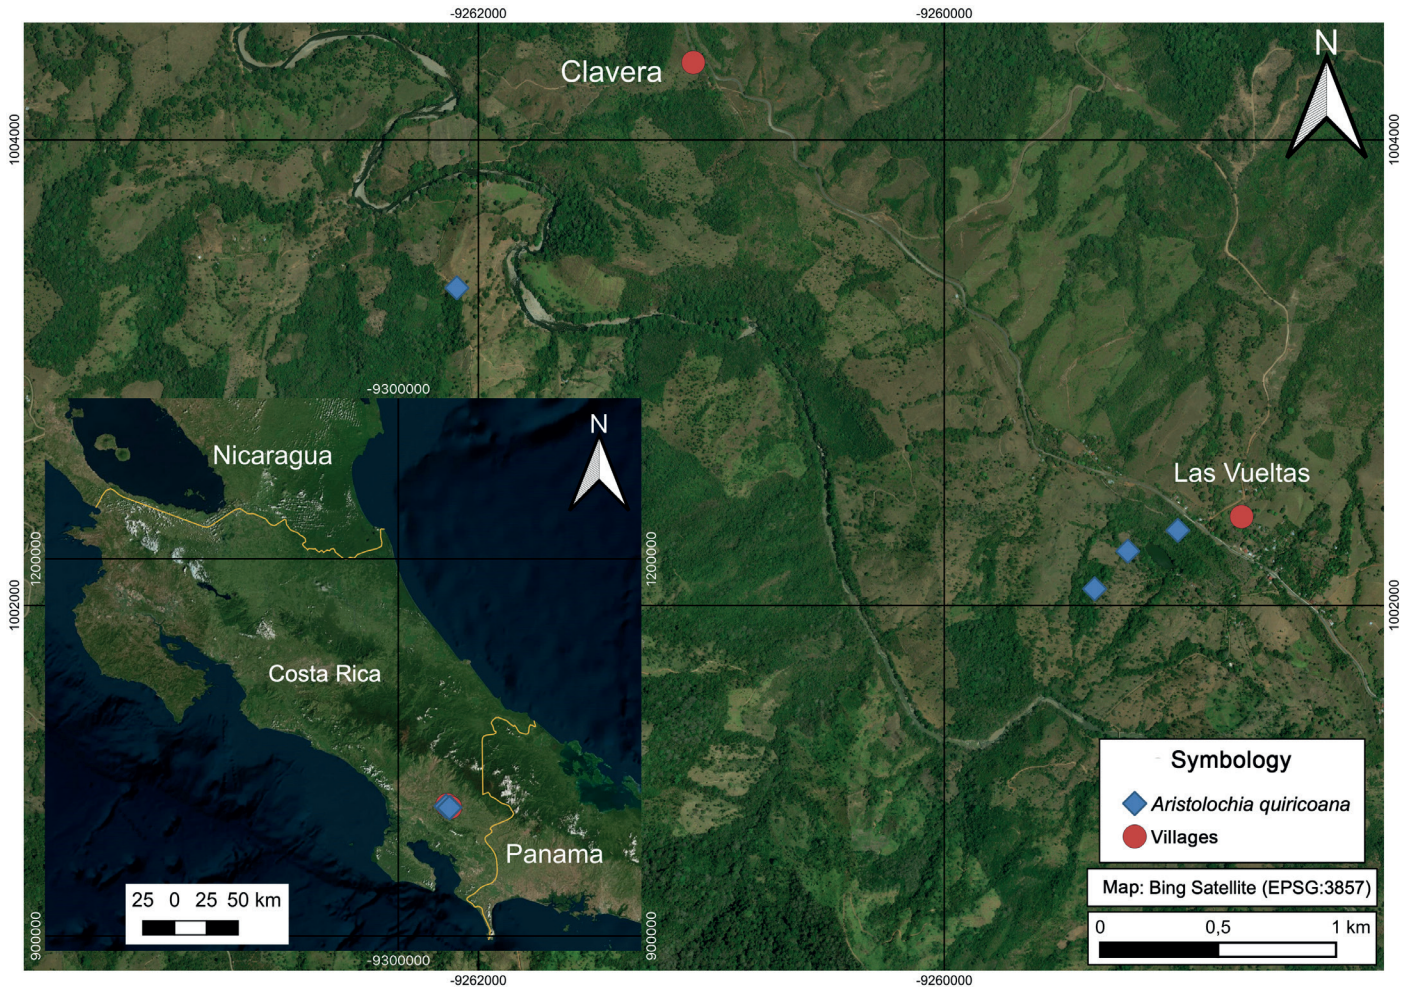 -9262000
-9260000
N
Clavera
1004000
1004000
-9300000
Nicaragua
N
Las Vueltas
1200000
1200000
1002000
1002000
Costa Rica
Symbology
Aristolochia quiricoana
Villages
Panama
Map: Bing Satellite (EPSG:3857)
25 0 25 50 km
0 0,5 1 km
900000
900000
-9300000
-9262000
-9260000